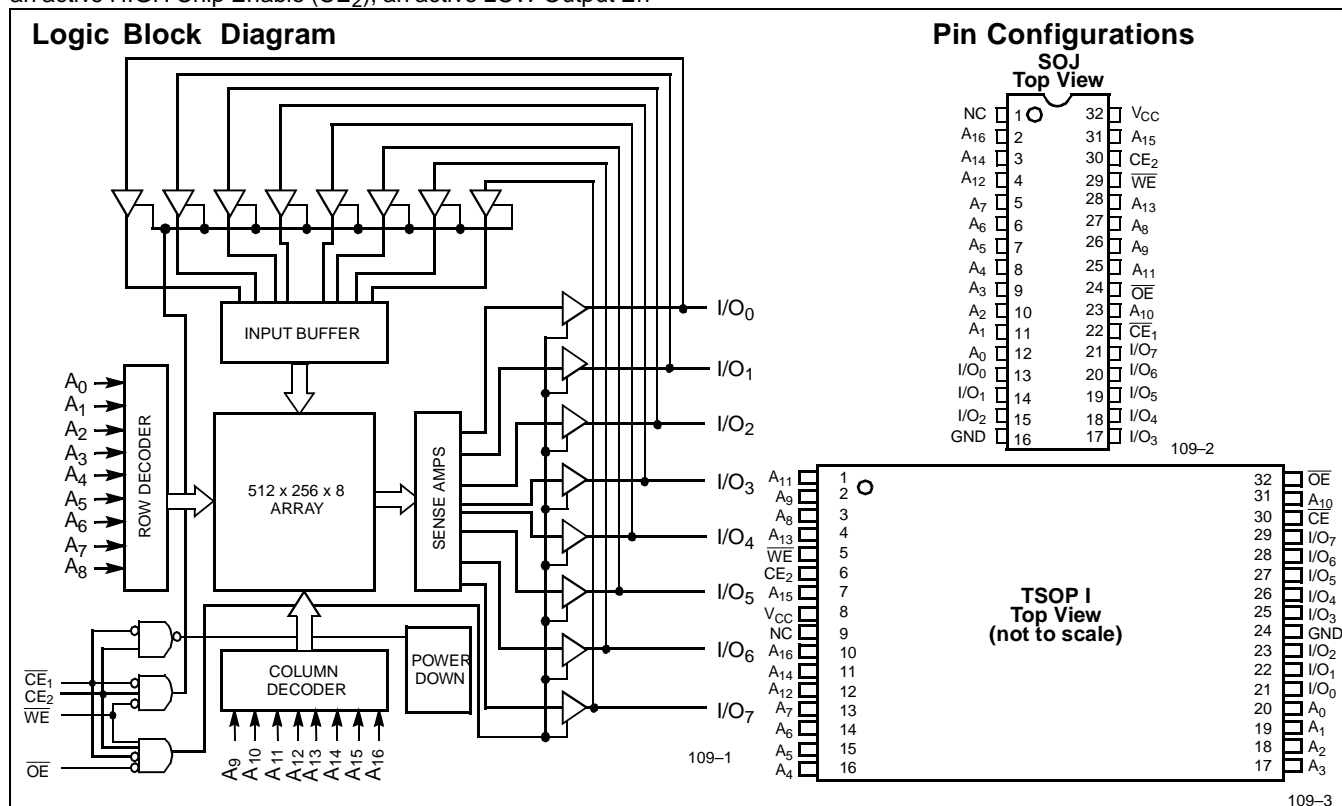 an active HIGH Chip Enable (CE2), an active LOW Output En-
Logic Block Diagram
Pin Configurations
SOJ
Top View
NC 1 32 VCC
A16 2 31 A15
A14 3 30 CE2
A12 4 29 WE
A7 5 28 A13
A6 6 27 A8
A5 7 26 A9
A4 8 25 A11
A3 9 24 OE
A2 10 23 A10
A1 11 22 CE1
A0 12 21 I/O7
I/O0 13 20 I/O6
I/O1 14 19 I/O5
I/O2 15 18 I/O4
GND 16 17 I/O3
109–2
INPUT BUFFER
A0
A1
A2
A3
A4
A5
A6
A7
A8
ROW DECODER
512 x 256 x 8
ARRAY
SENSE AMPS
I/O0
I/O1
I/O2
I/O3
I/O4
I/O5
I/O6
I/O7
CE1
CE2
WE
OE
COLUMN
DECODER
POWER
DOWN
A9
A10
A11
A12
A13
A14
A15
A16
109–1
A11 1 32 OE
A9 2 31 A10
A8 3 30 CE
A13 4 29 I/O7
WE 5 28 I/O6
CE2 6 27 I/O5
A15 7 26 I/O4
VCC 8 25 I/O3
NC 9 24 GND
A16 10 23 I/O2
A14 11 22 I/O1
A12 12 21 I/O0
A7 13 20 A0
A6 14 19 A1
A5 15 18 A2
A4 16 17 A3
TSOP I
Top View
(not to scale)
109–3